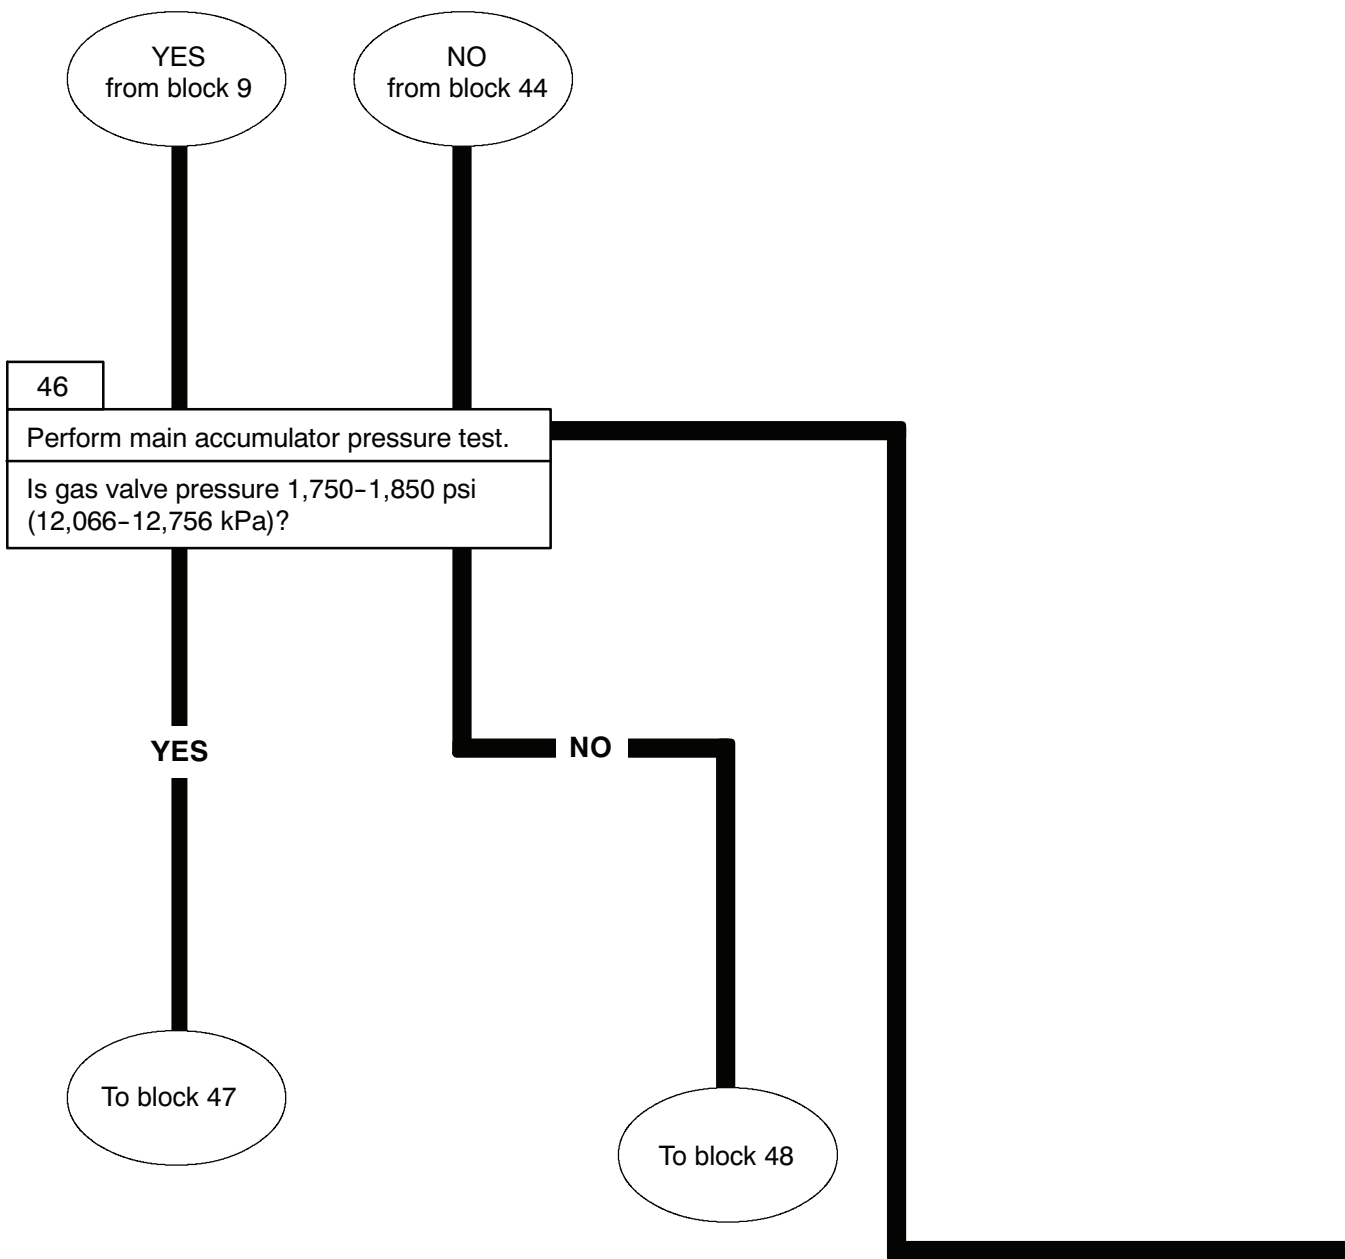 YES
from block 9
NO
from block 44
46
Perform main accumulator pressure test.
Is gas valve pressure 1,750-1,850 psi
(12,066-12,756 kPa)?
YES
NO
To block 47
To block 48